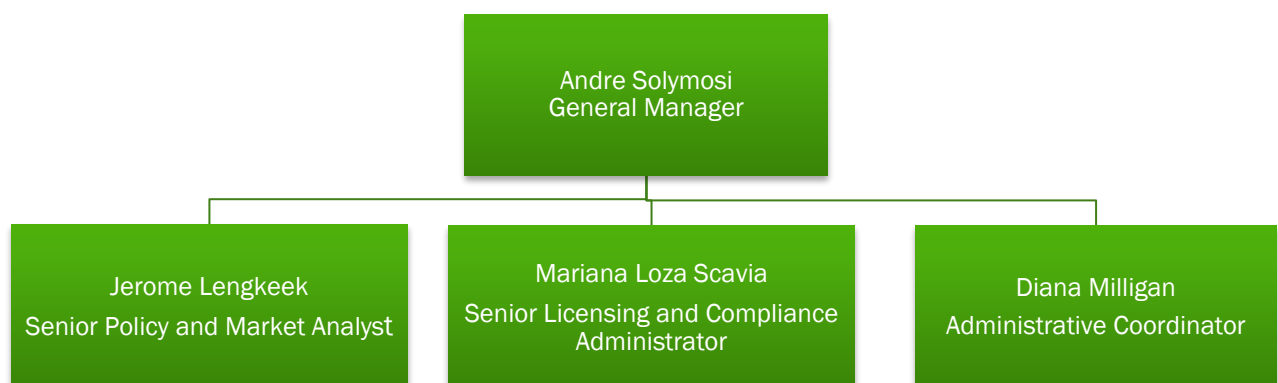 Andre Solymosi
General Manager
Jerome Lengkeek
Senior Policy and Market Analyst
Mariana Loza Scavia
Senior Licensing and Compliance
Administrator
Diana Milligan
Administrative Coordinator